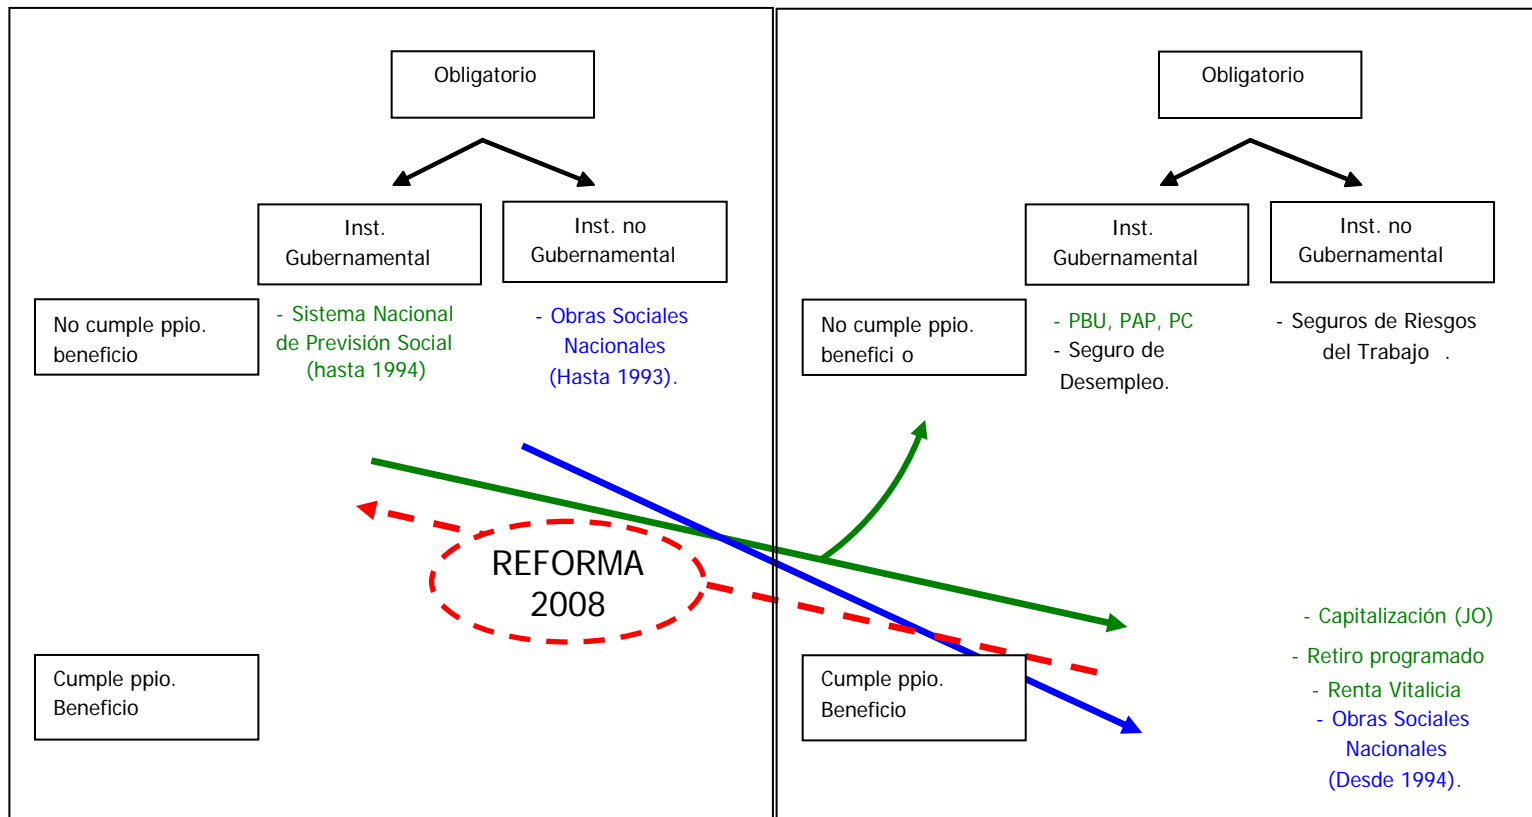 Obligatorio
Inst.
Gubernamental
Inst. no
Gubernamental
No cumple ppio.
beneficio
- Sistema Nacional
de Previsión Social
(hasta 1994)
- Obras Sociales
Nacionales
(Hasta 1993).
REFORMA
2008
Cumple ppio.
Beneficio
Obligatorio
Inst.
Gubernamental
Inst. no
Gubernamental
No cumple ppio.
benefici o
- PBU, PAP, PC
- Seguro de
Desempleo.
- Seguros de Riesgos
del Trabajo .
Cumple ppio.
Beneficio
- Capitalización (JO)
- Retiro programado
- Renta Vitalicia
- Obras Sociales
Nacionales
(Desde 1994).